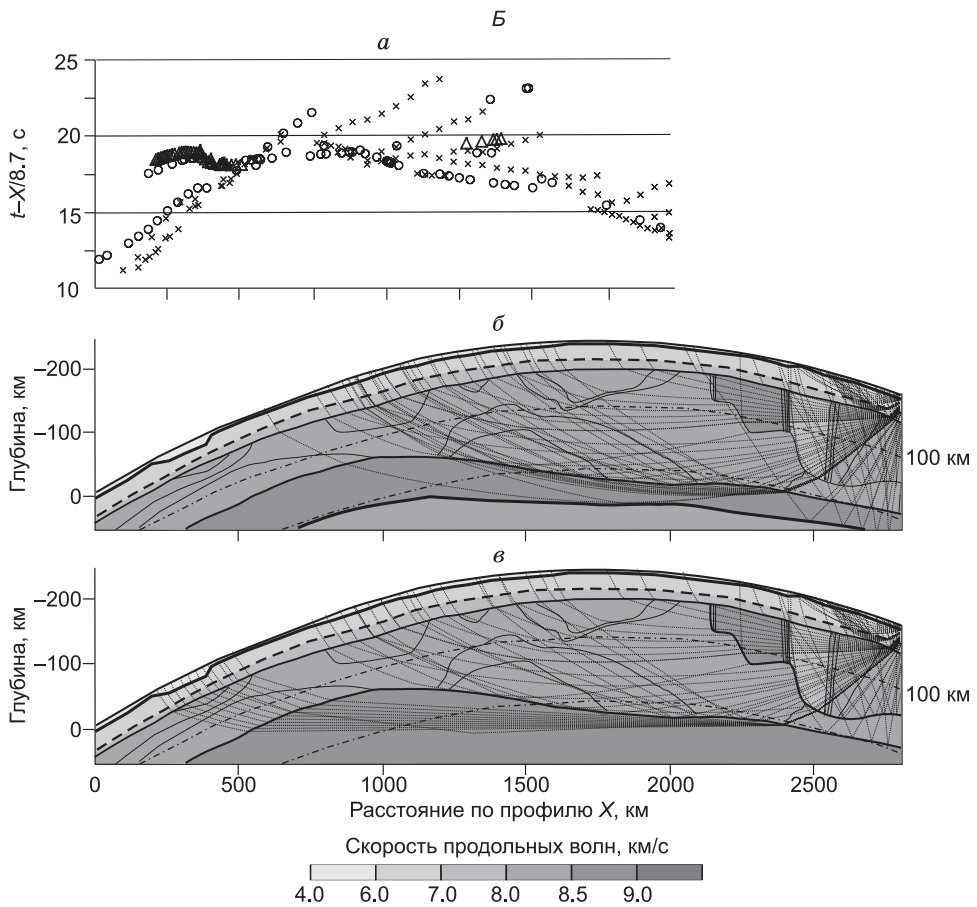 Б
а
25
20
15
10
t–X/8.7, с
б
–200
–100
0
Глубина, км
100 км
в
–200
–100
0
Глубина, км
100 км
0 500 1000 1500 2000 2500
Расстояние по профилю X, км
Скорость продольных волн, км/с
4.0 6.0 7.0 8.0 8.5 9.0